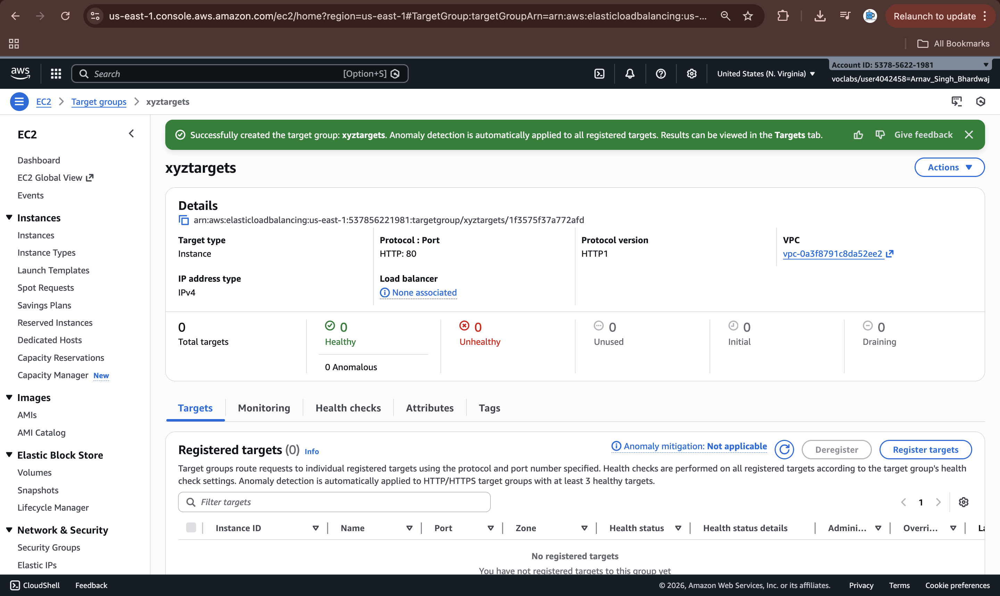 us-east-1.console.aws.amazon.com/ec2/home?region=us-east-1#TargetGroup:targetGroupArn=arn:aws:elasticloadbalancing:us-...
Relaunch to update
All Bookmarks
aws
Search
[Option+S]
United States (N. Virginia)
Account ID: 5378-5622-1981
voclabs/user4042458=Arnav_Singh_Bhardwaj
EC2
Target groups
xyztargets
EC2
Dashboard
EC2 Global View
Events
Instances
Instances
Instance Types
Launch Templates
Spot Requests
Savings Plans
Reserved Instances
Dedicated Hosts
Capacity Reservations
Capacity Manager New
Images
AMIs
AMI Catalog
Elastic Block Store
Volumes
Snapshots
Lifecycle Manager
Network & Security
Security Groups
Elastic IPs
Successfully created the target group: xyztargets. Anomaly detection is automatically applied to all registered targets. Results can be viewed in the Targets tab.
Give feedback
xyztargets
Actions
Details
arn:aws:elasticloadbalancing:us-east-1:537856221981:targetgroup/xyztargets/1f3575f37a772afd
Target type
Instance
Protocol : Port
HTTP: 80
Protocol version
HTTP1
VPC
vpc-0a3f8791c8da52ee2
IP address type
IPv4
Load balancer
None associated
0
Total targets
0
Healthy
0 Anomalous
0
Unhealthy
0
Unused
0
Initial
0
Draining
Targets
Monitoring
Health checks
Attributes
Tags
Registered targets (0) Info
Anomaly mitigation: Not applicable
Deregister
Register targets
Target groups route requests to individual registered targets using the protocol and port number specified. Health checks are performed on all registered targets according to the target group's health
check settings. Anomaly detection is automatically applied to HTTP/HTTPS target groups with at least 3 healthy targets.
Filter targets
1
Instance ID
Name
Port
Zone
Health status
Health status details
Admini...
Overri...
No registered targets
You have not registered targets to this group yet
CloudShell
Feedback
© 2026, Amazon Web Services, Inc. or its affiliates.
Privacy
Terms
Cookie preferences